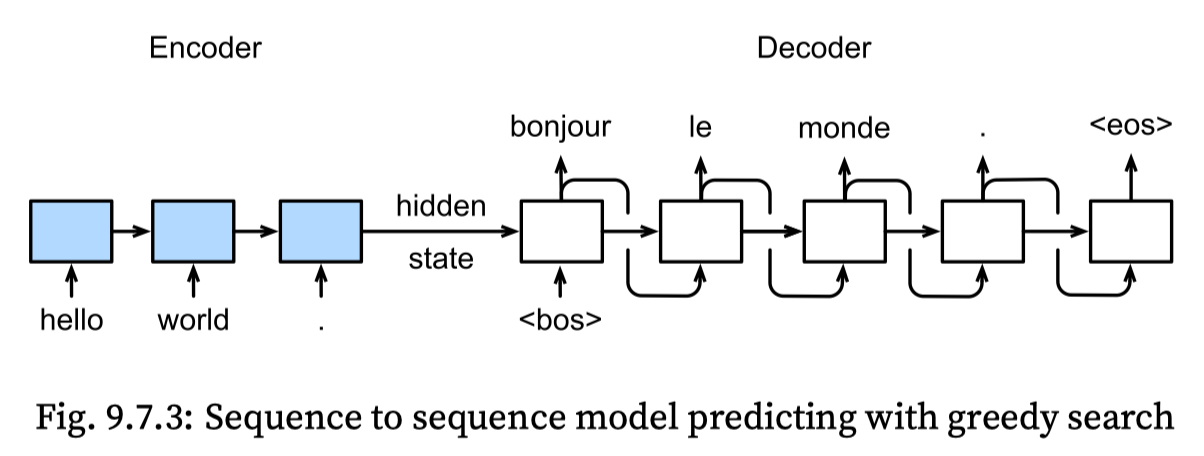 Encoder
Decoder
bonjour le monde . <eos>
hidden
state
hello world .
<bos>
Fig. 9.7.3: Sequence to sequence model predicting with greedy search